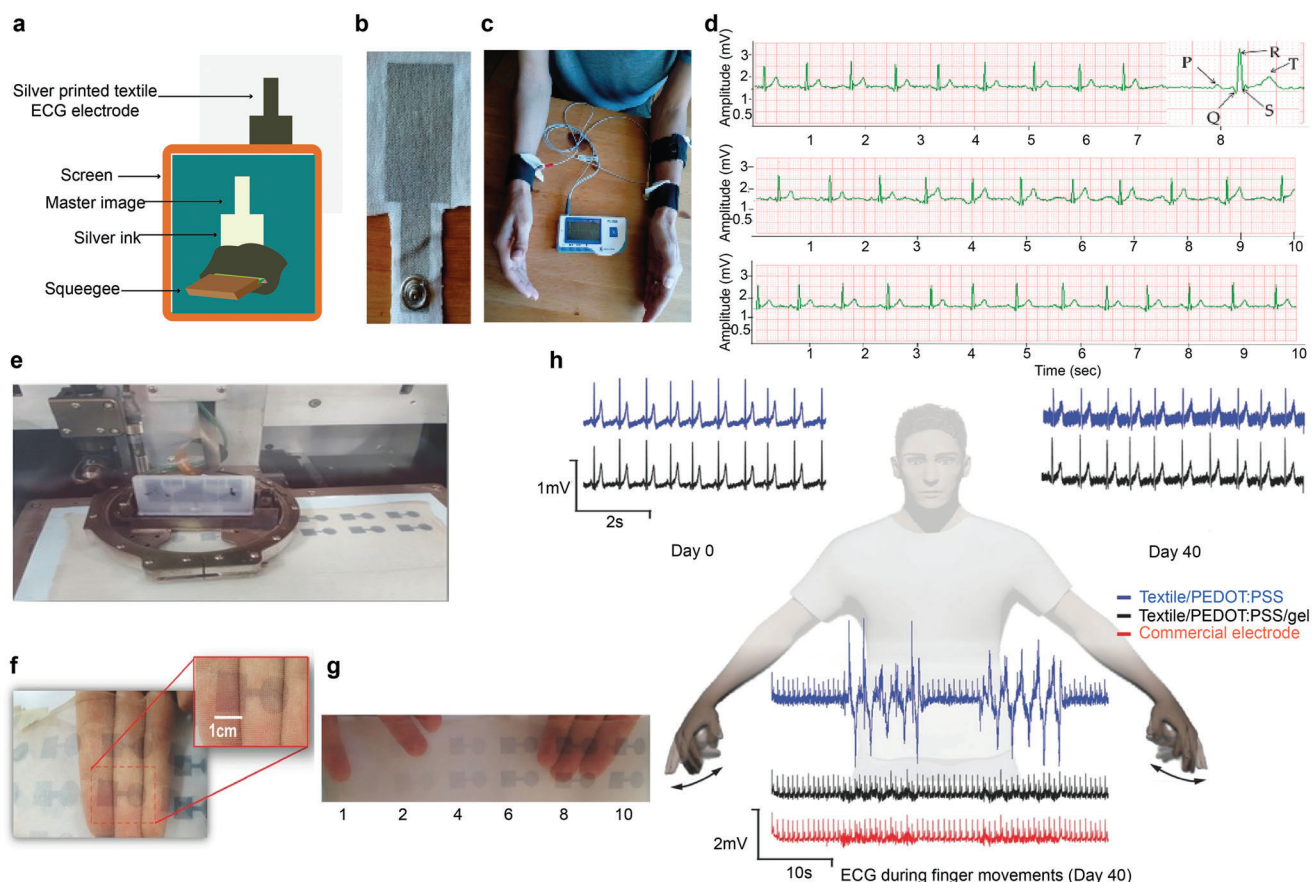 a
Silver printed textile
ECG electrode
Screen
Master image
Silver ink
Squeegee
b
c
d
Amplitude (mV)
3
2
1
0.5
P
R
T
Q
S
1 2 3 4 5 6 7 8
Amplitude (mV)
3
2
1
0.5
1 2 3 4 5 6 7 8 9 10
Amplitude (mV)
3
2
1
0.5
1 2 3 4 5 6 7 8 9 10
Time (sec)
e
f
1cm
g
1 2 4 6 8 10
h
1mV
2s
Day 0
Day 40
Textile/PEDOT:PSS
Textile/PEDOT:PSS/gel
Commercial electrode
2mV
10s
ECG during finger movements (Day 40)